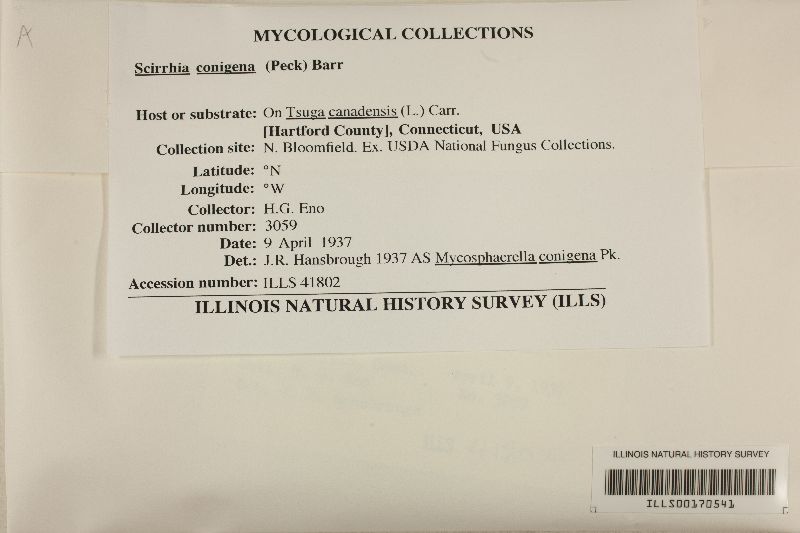 A
MYCOLOGICAL COLLECTIONS
Scirrhia conigena (Peck) Barr
Host or substrate: On Tsuga canadensis (L.) Carr.
[Hartford County], Connecticut, USA
Collection site: N. Bloomfield. Ex. USDA National Fungus Collections.
Latitude: °N
Longitude: °W
Collector: H.G. Eno
Collector number: 3059
Date: 9 April 1937
Det.: J.R. Hansbrough 1937 AS Mycosphaerella conigena Pk.
Accession number: ILLS 41802
ILLINOIS NATURAL HISTORY SURVEY (ILLS)
ILLINOIS NATURAL HISTORY SURVEY
ILLS00170541